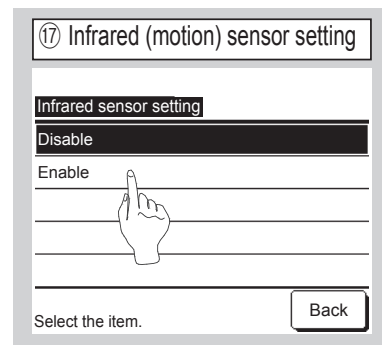 ⑰ Infrared (motion) sensor setting
Infrared sensor setting
Disable
Enable
Select the item.
Back